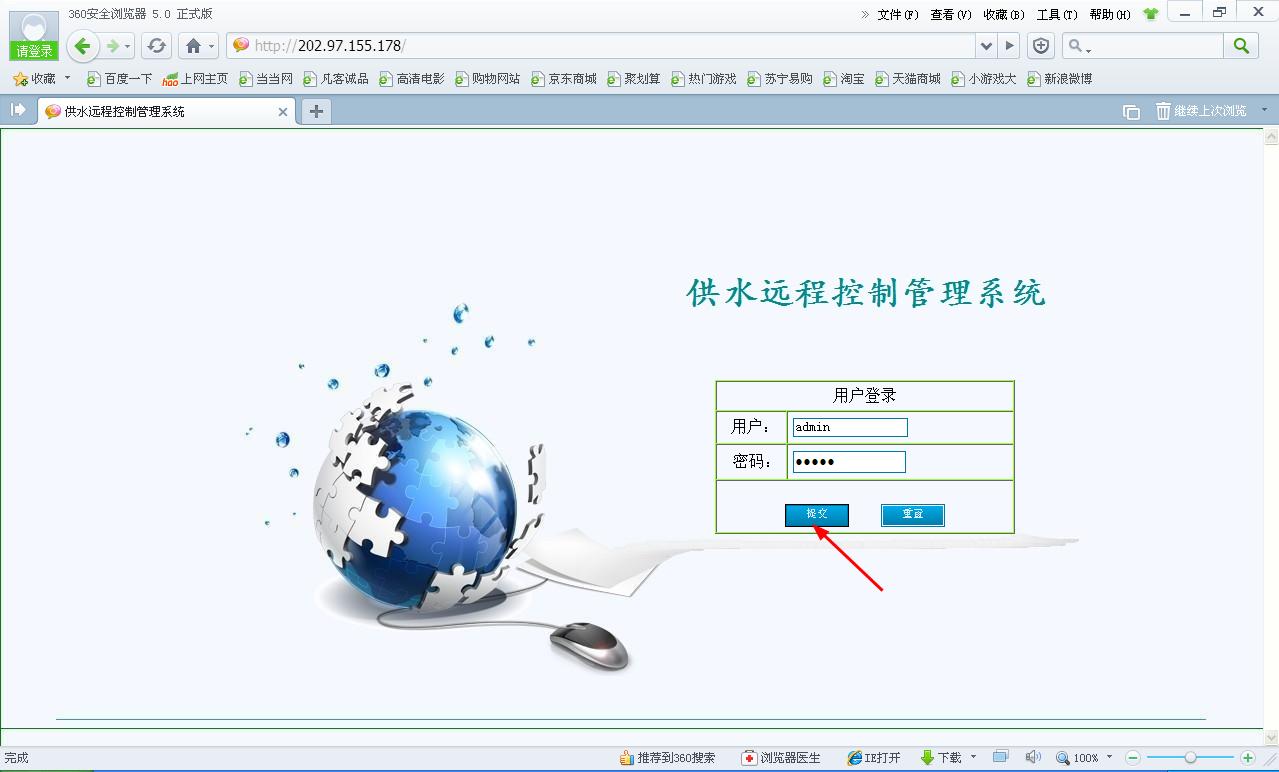 360安全浏览器 5.0 正式版
» 文件(F) 查看(V) 收藏(B) 工具(T) 帮助(H)
请登录
http://202.97.155.178/
收藏 百度一下 hao 上网主页 当当网 凡客诚品 高清电影 购物网站 京东商城 聚划算 热门游戏 苏宁易购 淘宝 天猫商城 小游戏大 新浪微博
供水远程控制管理系统
继续上次浏览
供水远程控制管理系统
用户登录
用户: admin
密码: •••••
提交 重置
完成 推荐到360搜索 浏览器医生 IE打开 下载 100%